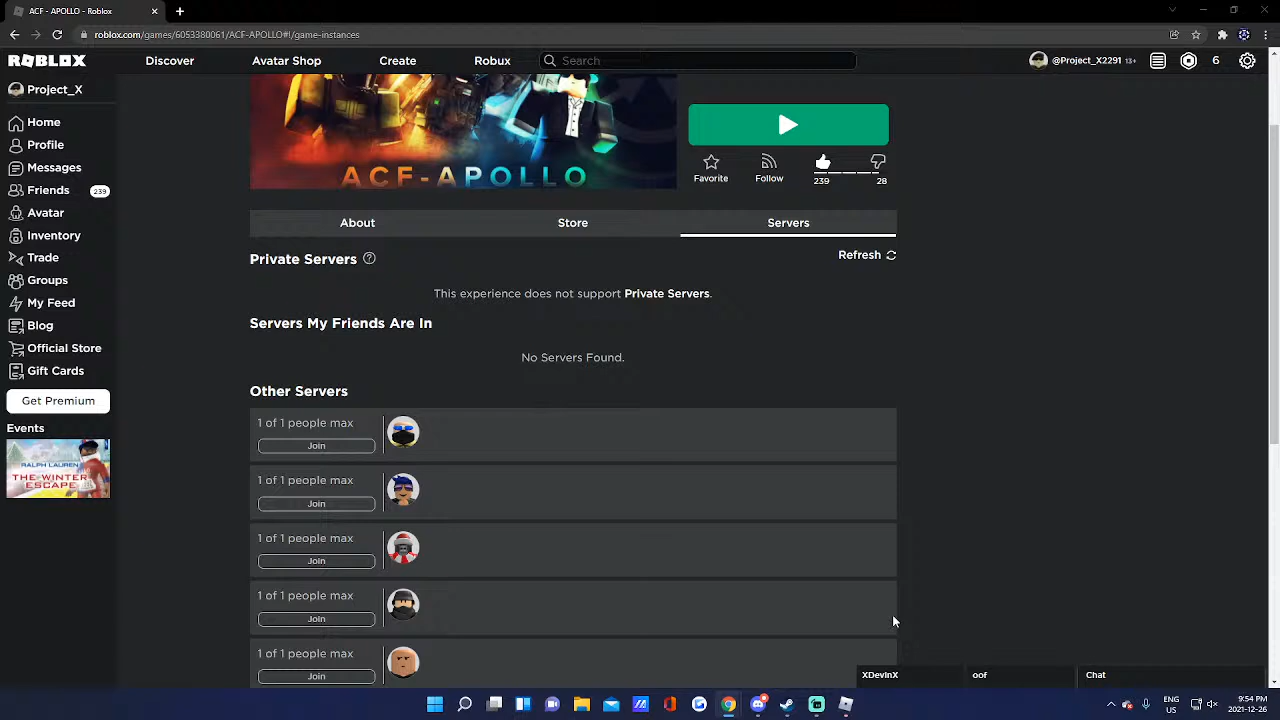 ACF - APOLLO - Roblox
roblox.com/games/6053380061/ACF-APOLLO#!/game-instances
ROBLOX Discover Avatar Shop Create Robux Search @Project_X2291 13+ 6
Project_X
Home
Profile
Messages
Friends 239
Avatar
Inventory
Trade
Groups
My Feed
Blog
Official Store
Gift Cards
Get Premium
Events
RALPH LAUREN
THE WINTER
ESCAPE
ACF-APOLLO
Favorite Follow 239 28
About Store Servers
Private Servers Refresh
This experience does not support Private Servers.
Servers My Friends Are In
No Servers Found.
Other Servers
1 of 1 people max
Join
1 of 1 people max
Join
1 of 1 people max
Join
1 of 1 people max
Join
1 of 1 people max
Join
XDevInX oof Chat
ENG
US
2021-12-26